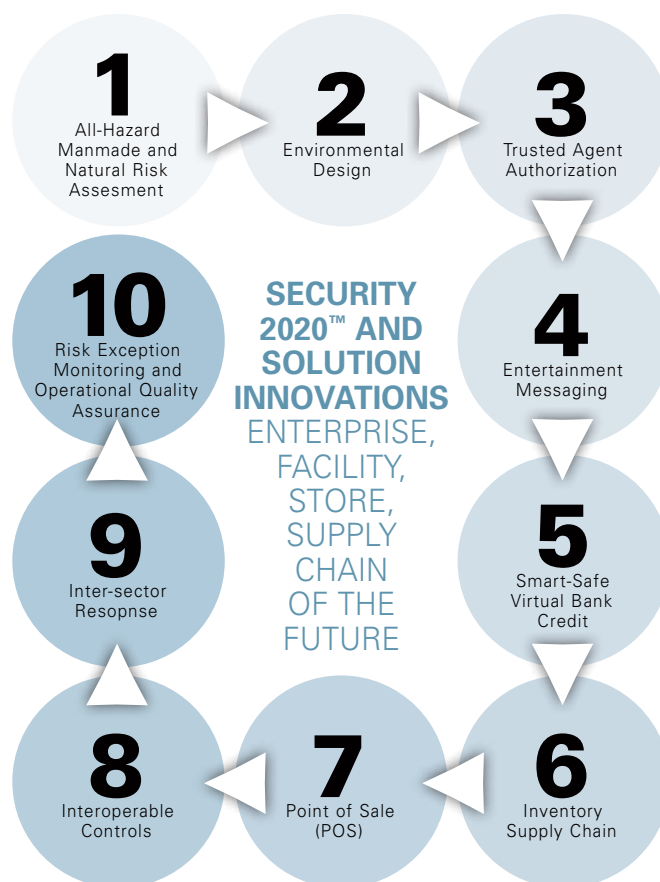 1
All-Hazard
Manmade and
Natural Risk
Assesment
2
Environmental
Design
3
Trusted Agent
Authorization
4
Entertainment
Messaging
5
Smart-Safe
Virtual Bank
Credit
6
Inventory
Supply Chain
7
Point of Sale
(POS)
8
Interoperable
Controls
9
Inter-sector
Resopnse
10
Risk Exception
Monitoring and
Operational Quality
Assurance
SECURITY
2020™ AND
SOLUTION
INNOVATIONS
ENTERPRISE,
FACILITY,
STORE,
SUPPLY
CHAIN
OF THE
FUTURE